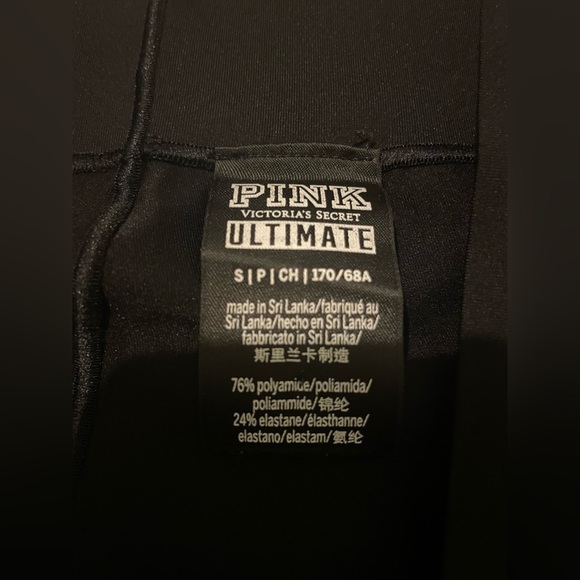 PINK
VICTORIA'S SECRET
ULTIMATE
S|P|CH|170/68A
made in Sri Lanka/fabriqué au
Sri Lanka/hecho en Sri Lanka/
fabbricato in Sri Lanka/
斯里兰卡制造
76% polyamide/poliamida/
poliammide/锦纶
24% elastane/élasthanne/
elastano/elastam/氨纶